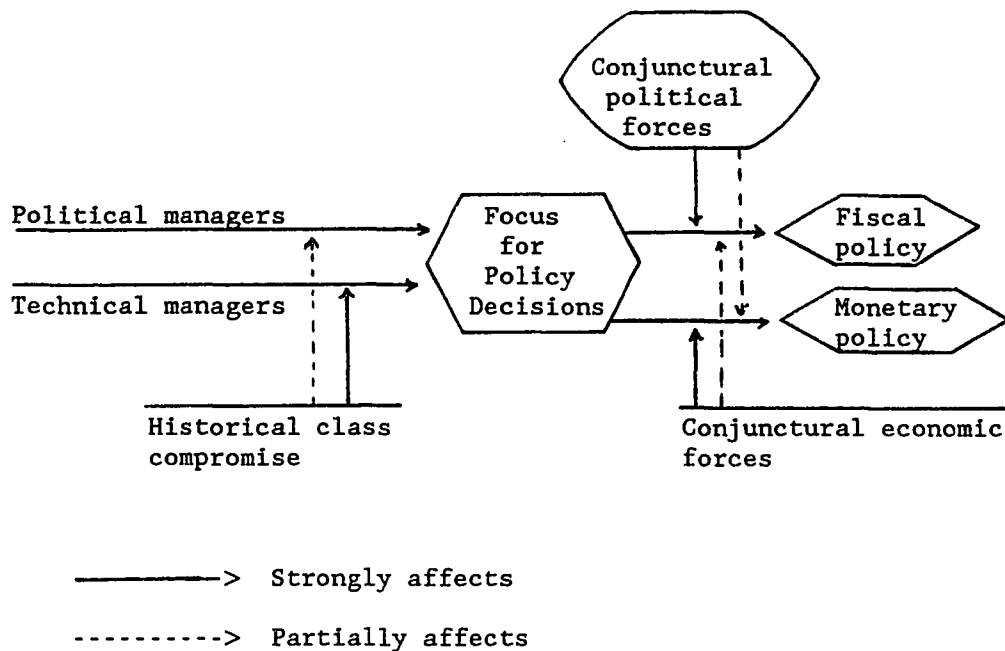 Conjunctural
political
forces
Political managers
Technical managers
Focus
for
Policy
Decisions
Fiscal
policy
Monetary
policy
Historical class
compromise
Conjunctural economic
forces
Strongly affects
Partially affects